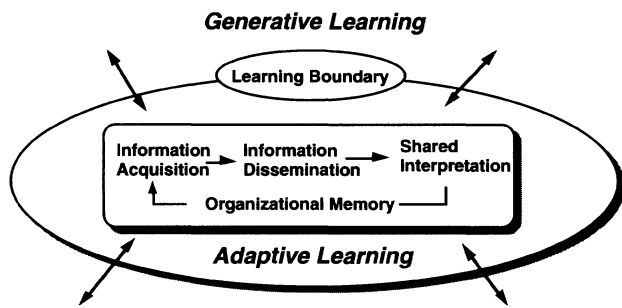 Generative Learning
Learning Boundary
Information
Acquisition
Information
Dissemination
Shared
Interpretation
Organizational Memory
Adaptive Learning